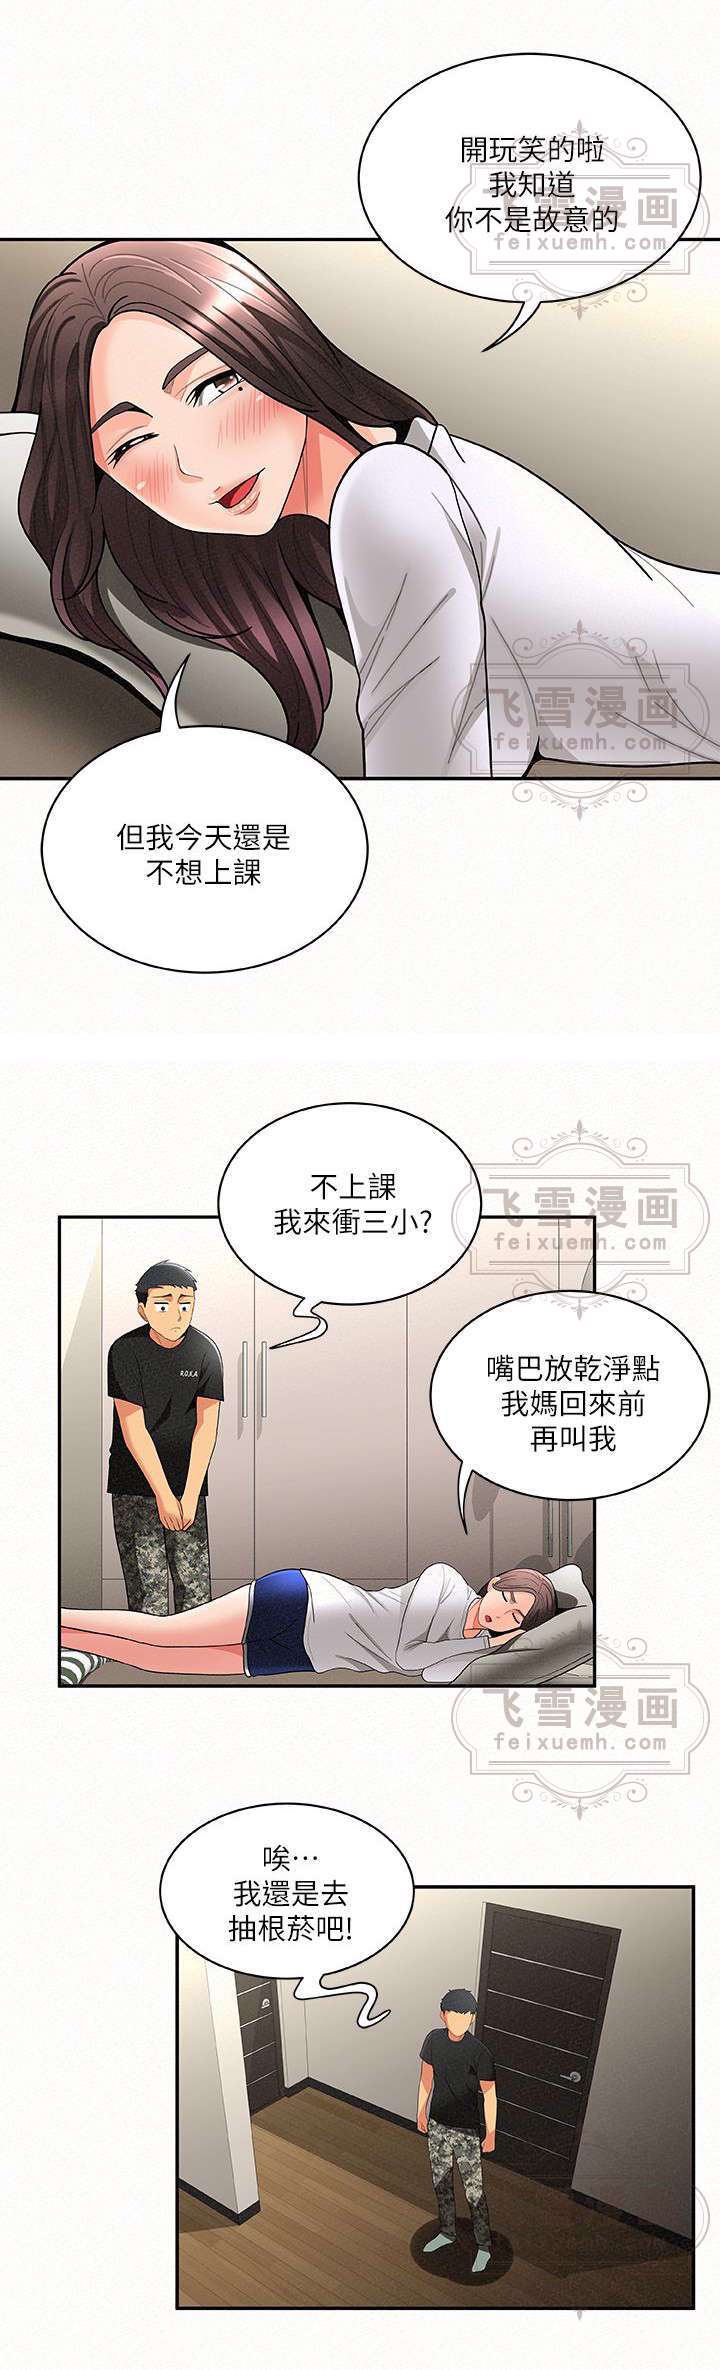 開玩笑的啦
我知道
你不是故意的
飞雪漫画
feixuemh.com
飞雪漫画
feixuemh.com
但我今天還是
不想上課
不上課
我來衝三小?
飞雪漫画
feixuemh.com
R.O.K.A
嘴巴放乾淨點
我媽回來前
再叫我
飞雪漫画
feixuemh.com
唉…
我還是去
抽根菸吧!